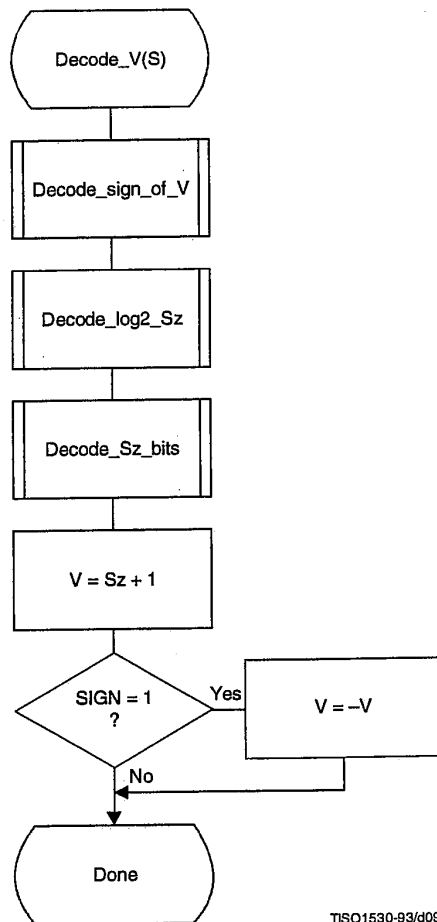 Decode_V(S)
Decode_sign_of_V
Decode_log2_Sz
Decode_Sz_bits
V = Sz + 1
SIGN = 1
?
Yes
V = –V
No
Done
TISO1530-93/d09